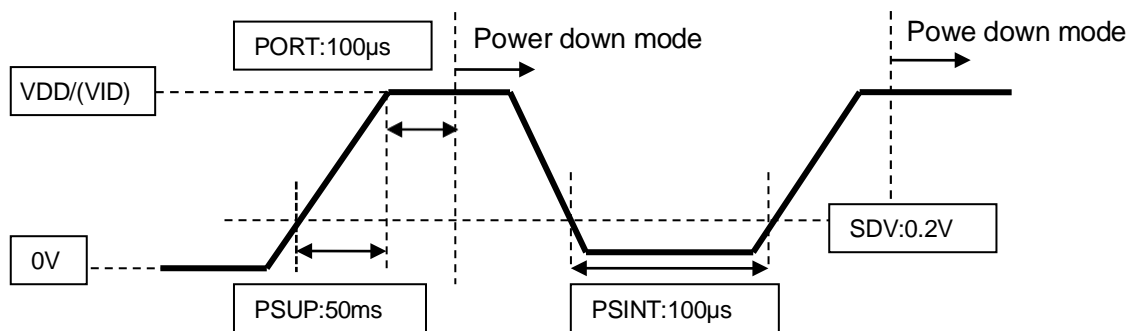 PORT:100µs
Power down mode
Powe down mode
VDD/(VID)
SDV:0.2V
0V
PSUP:50ms
PSINT:100µs